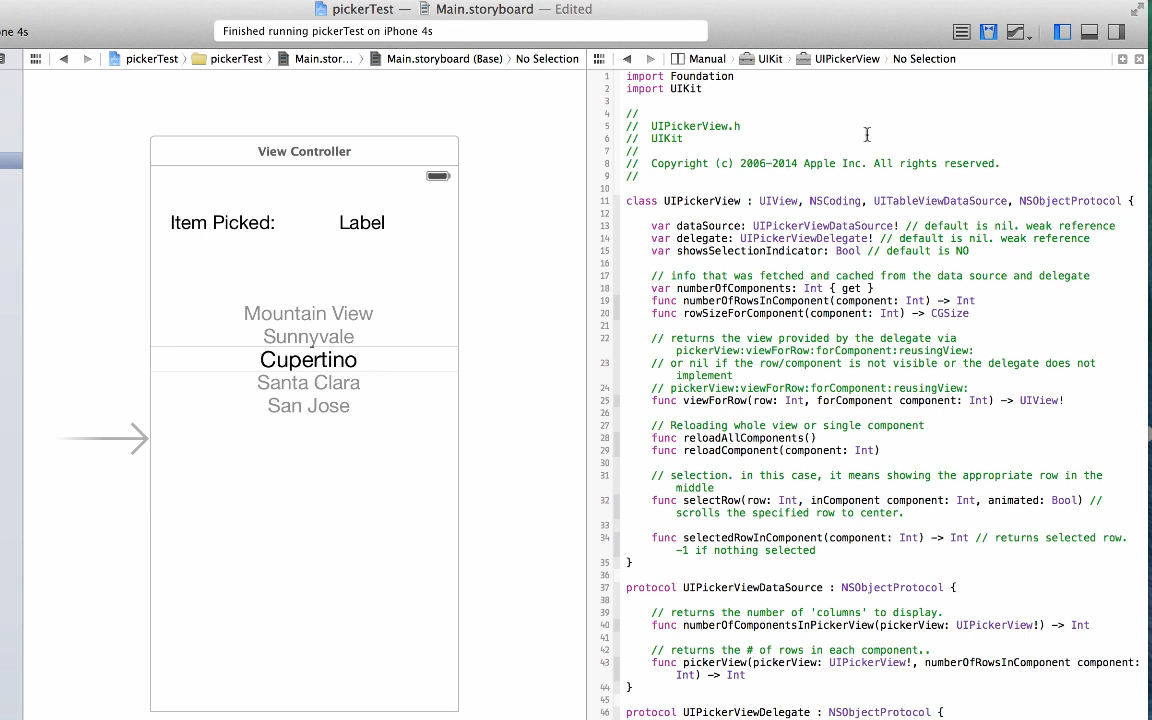 pickerTest — Main.storyboard — Edited
ne 4s
Finished running pickerTest on iPhone 4s
pickerTest
pickerTest
Main.stor...
Main.storyboard (Base)
No Selection
Manual
UIKit
UIPickerView
No Selection
View Controller
Item Picked:
Label
Mountain View
Sunnyvale
Cupertino
Santa Clara
San Jose
1 import Foundation
2 import UIKit
3
4 //
5 //  UIPickerView.h
6 //  UIKit
7 //
8 //  Copyright (c) 2006-2014 Apple Inc. All rights reserved.
9 //
10
11 class UIPickerView : UIView, NSCoding, UITableViewDataSource, NSObjectProtocol {
12
13 var dataSource: UIPickerViewDataSource! // default is nil. weak reference
14 var delegate: UIPickerViewDelegate! // default is nil. weak reference
15 var showsSelectionIndicator: Bool // default is NO
16
17 // info that was fetched and cached from the data source and delegate
18 var numberOfComponents: Int { get }
19 func numberOfRowsInComponent(component: Int) -> Int
20 func rowSizeForComponent(component: Int) -> CGSize
21
22 // returns the view provided by the delegate via
pickerView:viewForRow:forComponent:reusingView:
23 // or nil if the row/component is not visible or the delegate does not
implement
24 // pickerView:viewForRow:forComponent:reusingView:
25 func viewForRow(row: Int, forComponent component: Int) -> UIView!
26
27 // Reloading whole view or single component
28 func reloadAllComponents()
29 func reloadComponent(component: Int)
30
31 // selection. in this case, it means showing the appropriate row in the
middle
32 func selectRow(row: Int, inComponent component: Int, animated: Bool) //
scrolls the specified row to center.
33
34 func selectedRowInComponent(component: Int) -> Int // returns selected row.
-1 if nothing selected
35 }
36
37 protocol UIPickerViewDataSource : NSObjectProtocol {
38
39 // returns the number of 'columns' to display.
40 func numberOfComponentsInPickerView(pickerView: UIPickerView!) -> Int
41
42 // returns the # of rows in each component..
43 func pickerView(pickerView: UIPickerView!, numberOfRowsInComponent component:
Int) -> Int
44 }
45
46 protocol UIPickerViewDelegate : NSObjectProtocol {